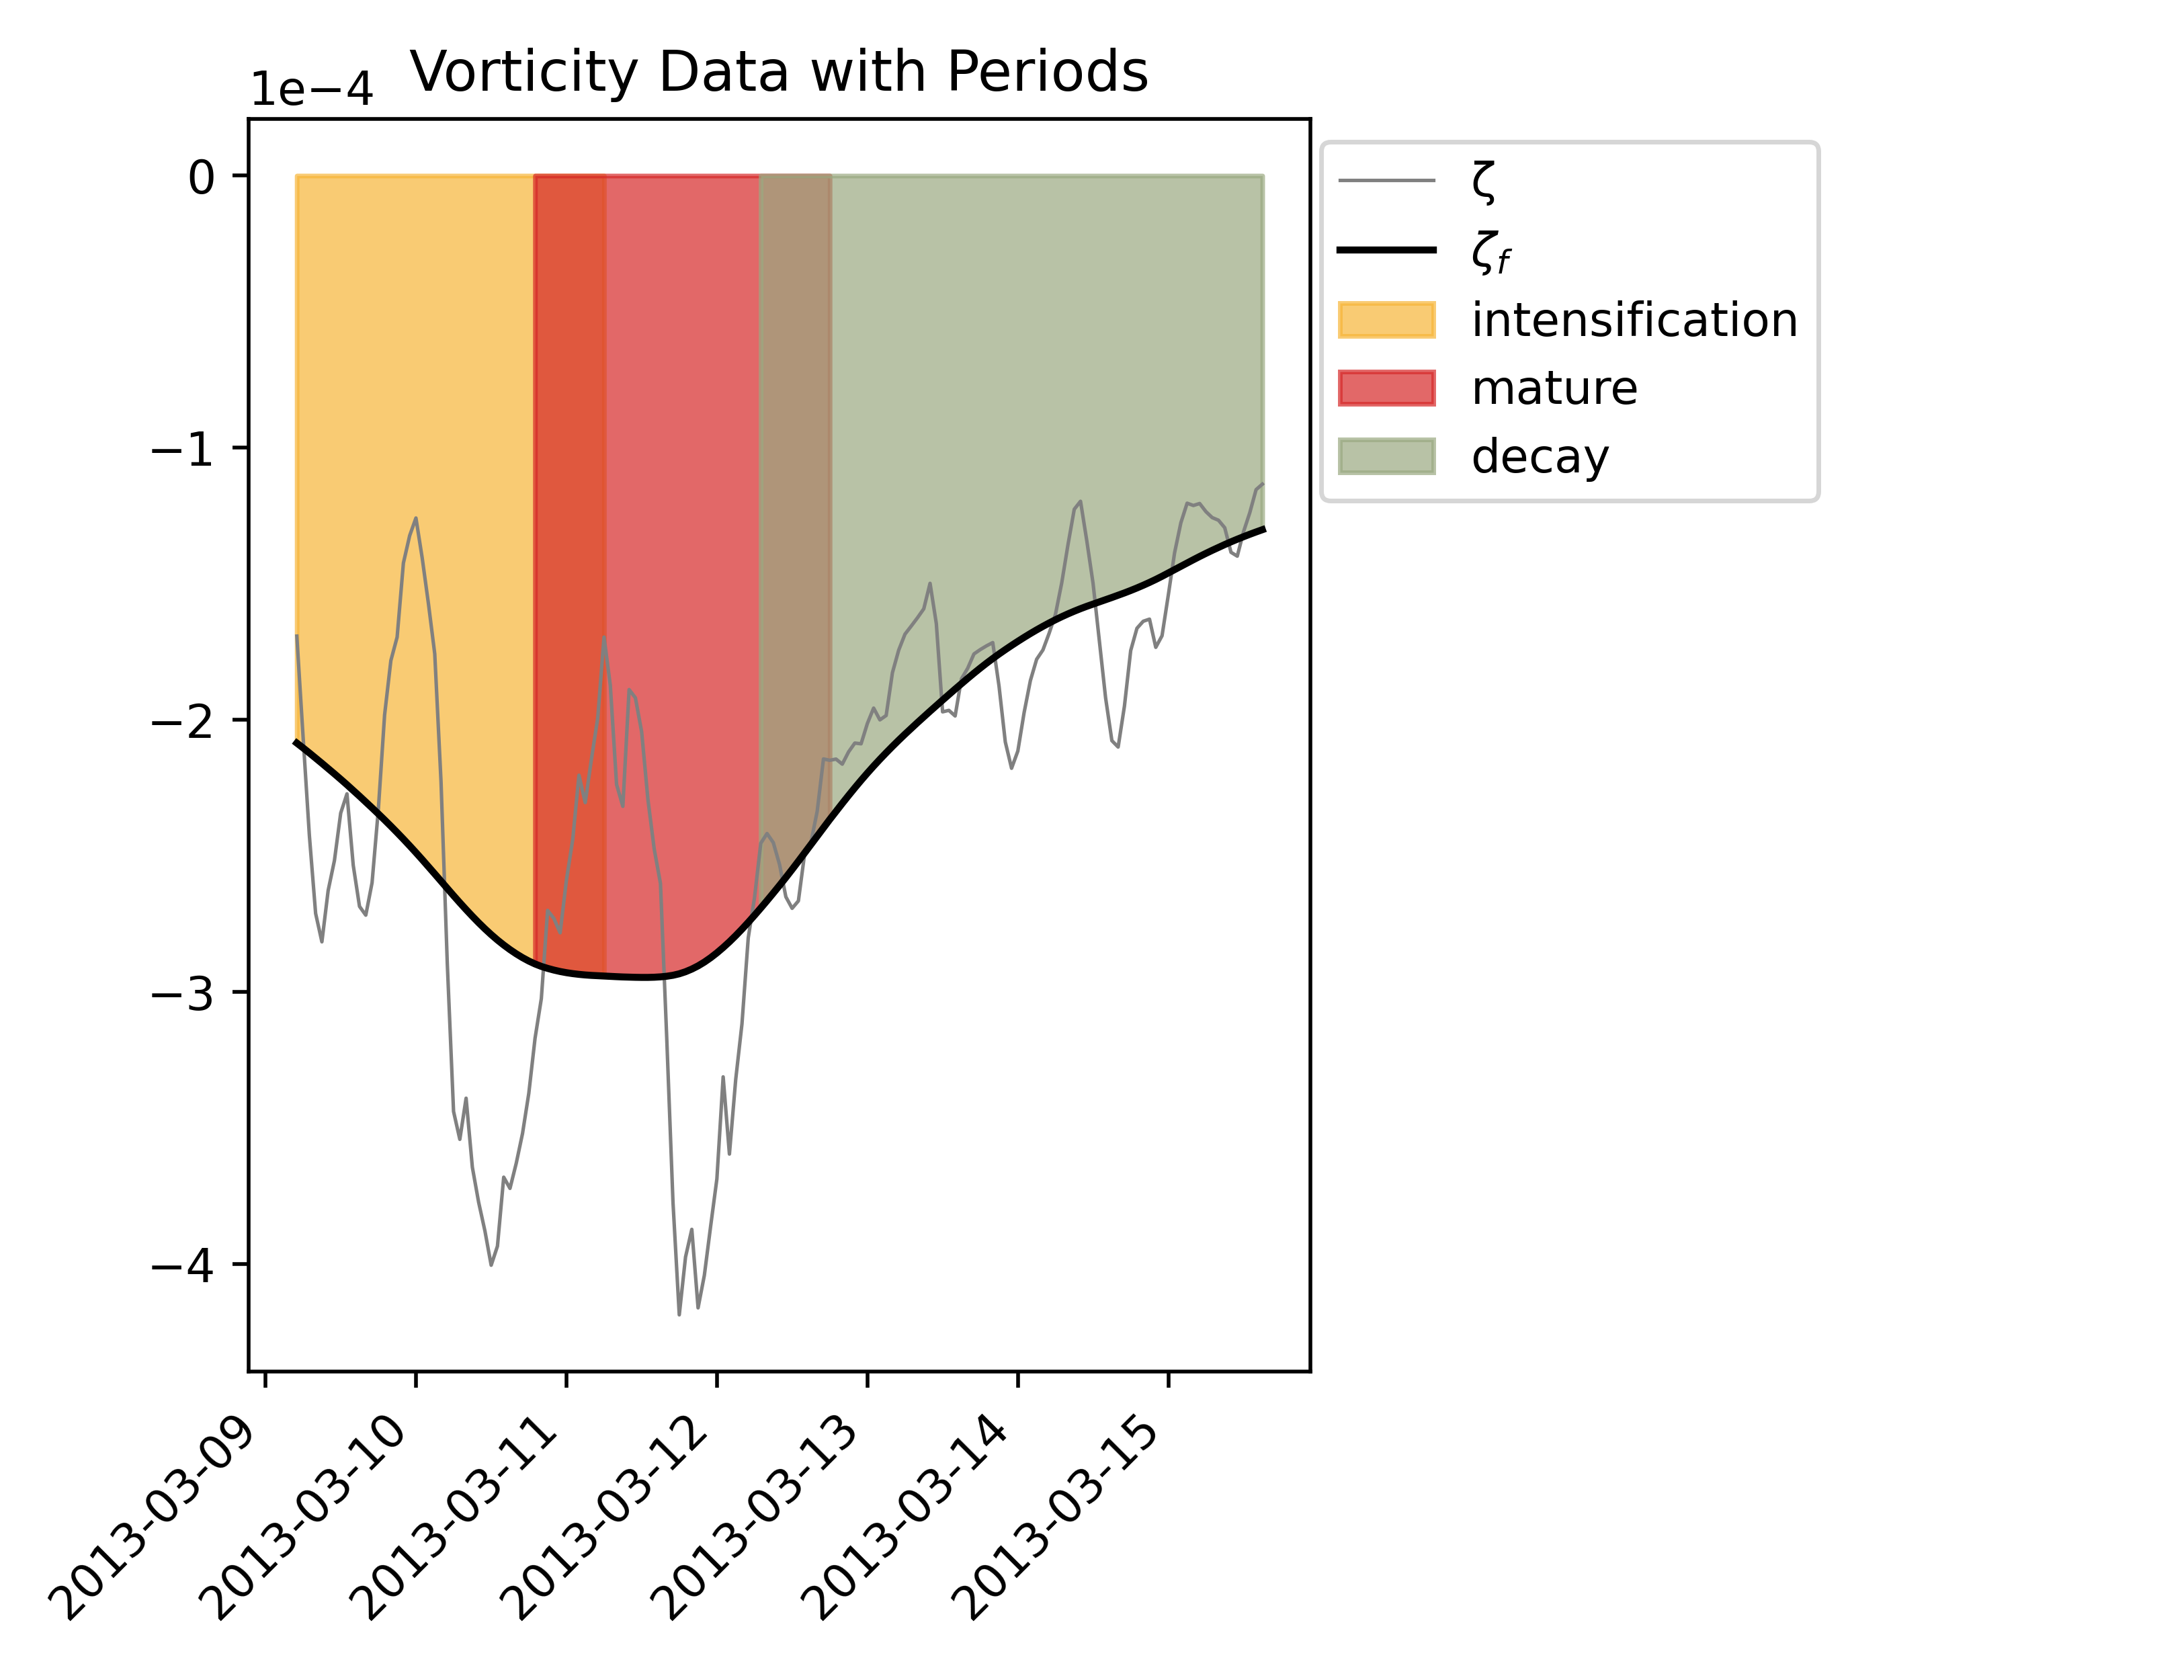 Vorticity Data with Periods
1e−4
0
−1
−2
−3
−4
2013-03-09
2013-03-10
2013-03-11
2013-03-12
2013-03-13
2013-03-14
2013-03-15
ζ
ζf
intensification
mature
decay